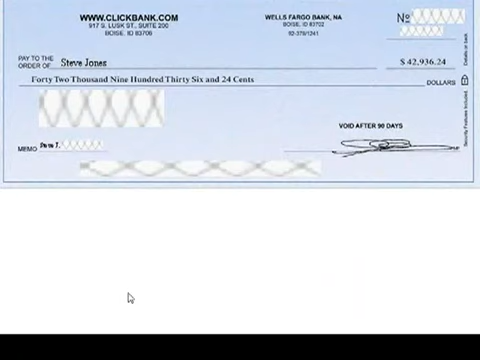 WWW.CLICKBANK.COM
917 S. LUSK ST., SUITE 200
BOISE, ID 83706
WELLS FARGO BANK, NA
BOISE, ID 83702
92-379/1241
No
PAY TO THE
ORDER OF
Steve Jones
$ 42,936.24
Forty Two Thousand Nine Hundred Thirty Six and 24 Cents
DOLLARS
VOID AFTER 90 DAYS
MEMO
Security Features Included.
Details on back.